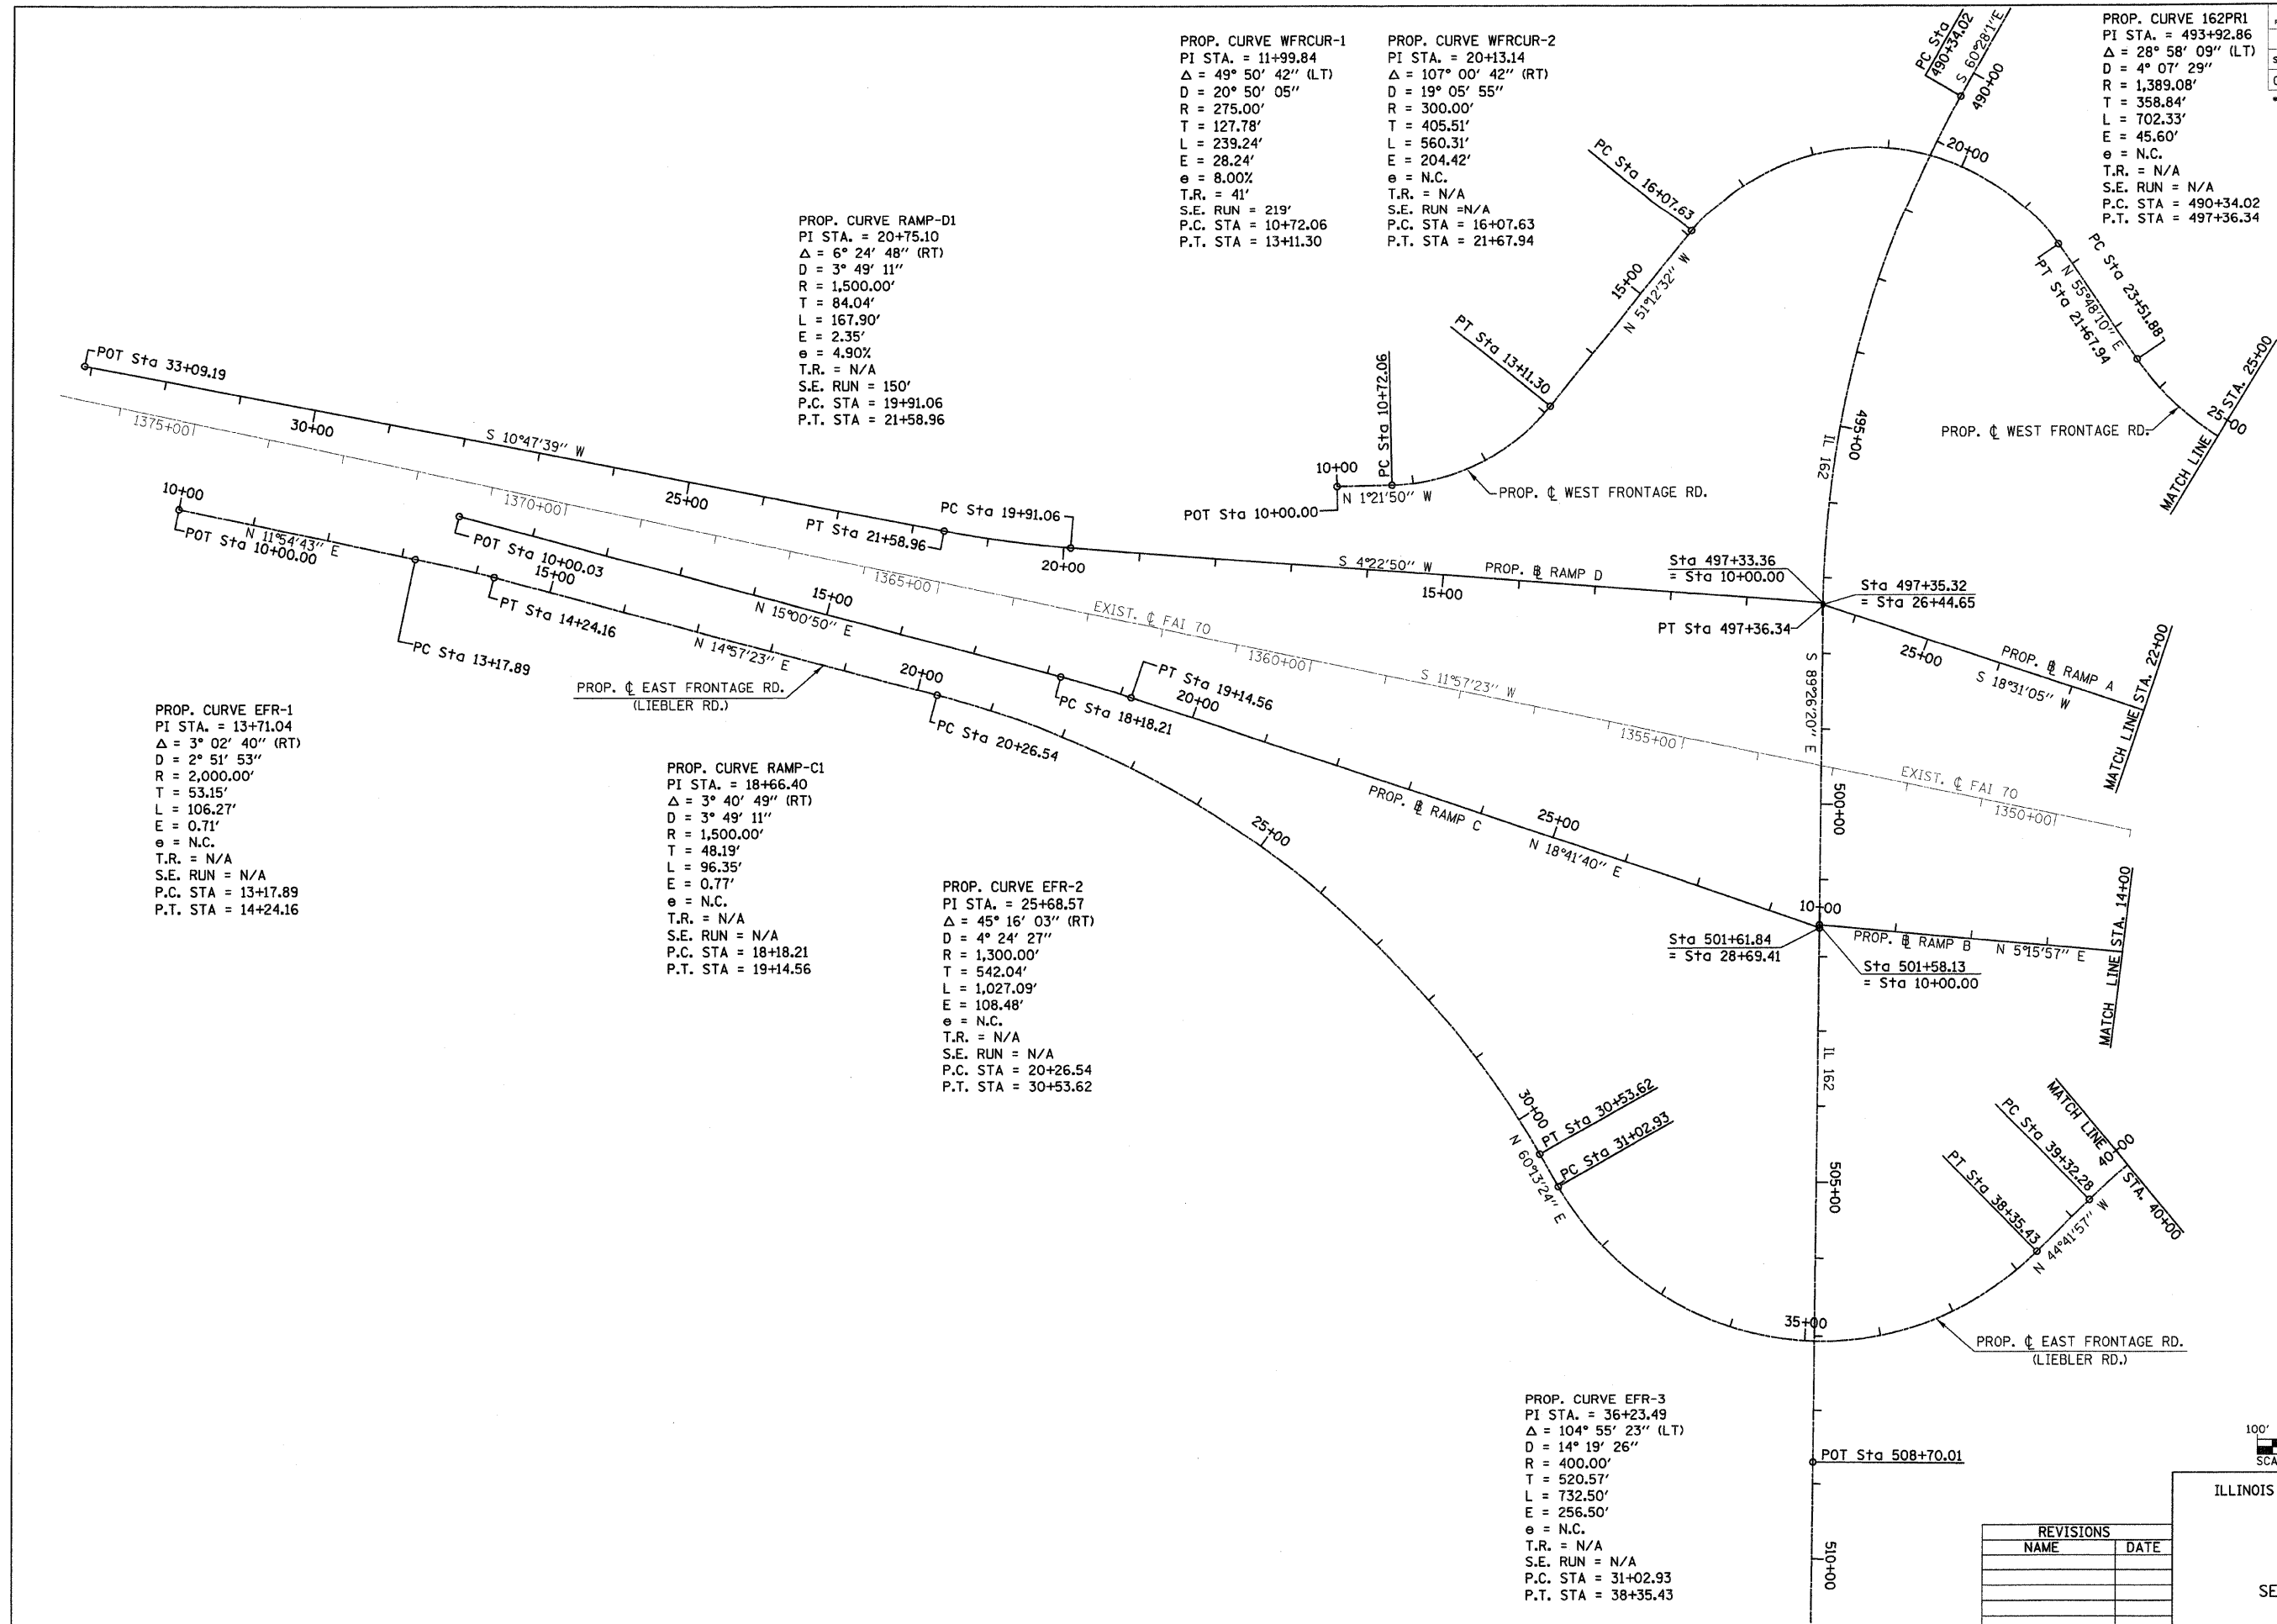 PROP. CURVE WFRCUR-1
PI STA. = 11+99.84
Δ = 49° 50' 42" (LT)
D = 20° 50' 05"
R = 275.00'
T = 127.78'
L = 239.24'
E = 28.24'
e = 8.00%
T.R. = 41'
S.E. RUN = 219'
P.C. STA = 10+72.06
P.T. STA = 13+11.30
PROP. CURVE WFRCUR-2
PI STA. = 20+13.14
Δ = 107° 00' 42" (RT)
D = 19° 05' 55"
R = 300.00'
T = 405.51'
L = 560.31'
E = 204.42'
e = N.C.
T.R. = N/A
S.E. RUN =N/A
P.C. STA = 16+07.63
P.T. STA = 21+67.94
PROP. CURVE 162PR1
PI STA. = 493+92.86
Δ = 28° 58' 09" (LT)
D = 4° 07' 29"
R = 1,389.08'
T = 358.84'
L = 702.33'
E = 45.60'
e = N.C.
T.R. = N/A
S.E. RUN = N/A
P.C. STA = 490+34.02
P.T. STA = 497+36.34
PROP. CURVE RAMP-D1
PI STA. = 20+75.10
Δ = 6° 24' 48" (RT)
D = 3° 49' 11"
R = 1,500.00'
T = 84.04'
L = 167.90'
E = 2.35'
e = 4.90%
T.R. = N/A
S.E. RUN = 150'
P.C. STA = 19+91.06
P.T. STA = 21+58.96
PC Sta
490+34.02
S 60°28'1" E
490+00
20+00
PC Sta 16+07.63
15+00
N 51°12'32" W
PT Sta 13+11.30
PC Sta 10+72.06
10+00
N 1°21'50" W
POT Sta 10+00.00
PROP. ℄ WEST FRONTAGE RD.
PC Sta 23+51.88
N 55°48'10" E
PT Sta 21+67.94
PROP. ℄ WEST FRONTAGE RD.
25+00
MATCH LINE STA. 25+00
495+00
IL 162
POT Sta 33+09.19
1375+00
30+00
S 10°47'39" W
25+00
1370+00
PT Sta 21+58.96
PC Sta 19+91.06
20+00
S 4°22'50" W
PROP. ⅊ RAMP D
15+00
Sta 497+33.36
= Sta 10+00.00
Sta 497+35.32
= Sta 26+44.65
PT Sta 497+36.34
25+00
PROP. ⅊ RAMP A
S 18°31'05" W
MATCH LINE STA. 22+00
10+00
N 11°54'43" E
POT Sta 10+00.00
POT Sta 10+00.03
15+00
PT Sta 14+24.16
PC Sta 13+17.89
15+00
N 15°00'50" E
N 14°57'23" E
1365+00
EXIST. ℄ FAI 70
1360+00
S 11°57'23" W
1355+00
EXIST. ℄ FAI 70
1350+00
S 89°26'20" E
500+00
PROP. ℄ EAST FRONTAGE RD.
(LIEBLER RD.)
20+00
PC Sta 20+26.54
PC Sta 18+18.21
PT Sta 19+14.56
20+00
PROP. ⅊ RAMP C
25+00
N 18°41'40" E
10+00
PROP. ⅊ RAMP B
N 5°15'57" E
MATCH LINE STA. 14+00
Sta 501+61.84
= Sta 28+69.41
Sta 501+58.13
= Sta 10+00.00
PROP. CURVE EFR-1
PI STA. = 13+71.04
Δ = 3° 02' 40" (RT)
D = 2° 51' 53"
R = 2,000.00'
T = 53.15'
L = 106.27'
E = 0.71'
e = N.C.
T.R. = N/A
S.E. RUN = N/A
P.C. STA = 13+17.89
P.T. STA = 14+24.16
PROP. CURVE RAMP-C1
PI STA. = 18+66.40
Δ = 3° 40' 49" (RT)
D = 3° 49' 11"
R = 1,500.00'
T = 48.19'
L = 96.35'
E = 0.77'
e = N.C.
T.R. = N/A
S.E. RUN = N/A
P.C. STA = 18+18.21
P.T. STA = 19+14.56
PROP. CURVE EFR-2
PI STA. = 25+68.57
Δ = 45° 16' 03" (RT)
D = 4° 24' 27"
R = 1,300.00'
T = 542.04'
L = 1,027.09'
E = 108.48'
e = N.C.
T.R. = N/A
S.E. RUN = N/A
P.C. STA = 20+26.54
P.T. STA = 30+53.62
25+00
30+00
PT Sta 30+53.62
PC Sta 31+02.93
N 60°13'24" E
IL 162
505+00
MATCH LINE STA. 40+00
40+00
PC Sta 39+32.28
PT Sta 38+35.43
N 44°41'57" W
35+00
PROP. ℄ EAST FRONTAGE RD.
(LIEBLER RD.)
PROP. CURVE EFR-3
PI STA. = 36+23.49
Δ = 104° 55' 23" (LT)
D = 14° 19' 26"
R = 400.00'
T = 520.57'
L = 732.50'
E = 256.50'
e = N.C.
T.R. = N/A
S.E. RUN = N/A
P.C. STA = 31+02.93
P.T. STA = 38+35.43
POT Sta 508+70.01
510+00
100'
SCA
ILLINOIS
REVISIONS
NAME DATE
SE